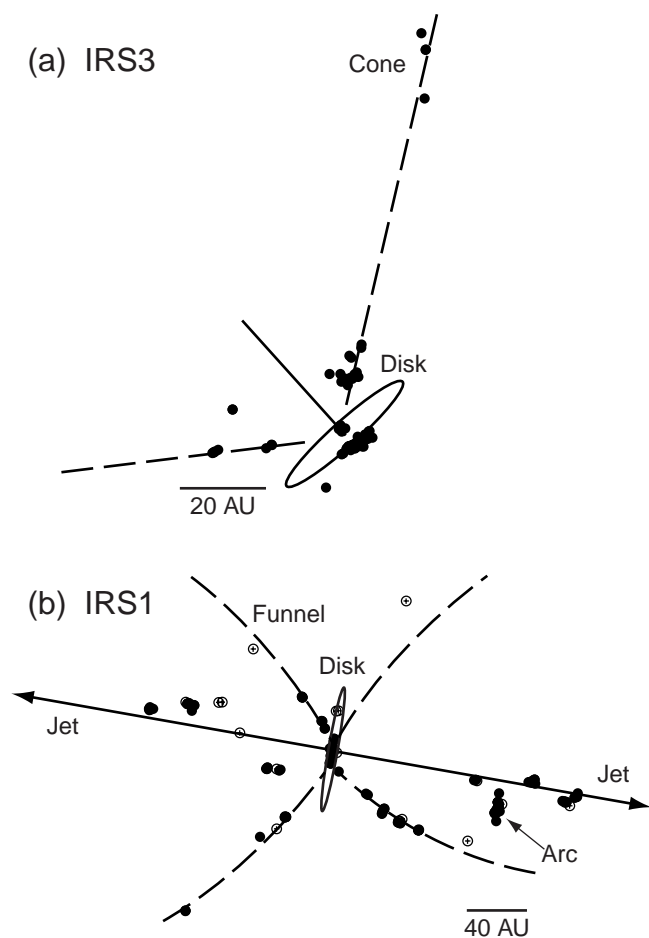 (a) IRS3
Cone
Disk
20 AU
(b) IRS1
Funnel
Disk
Jet
Jet
Arc
40 AU